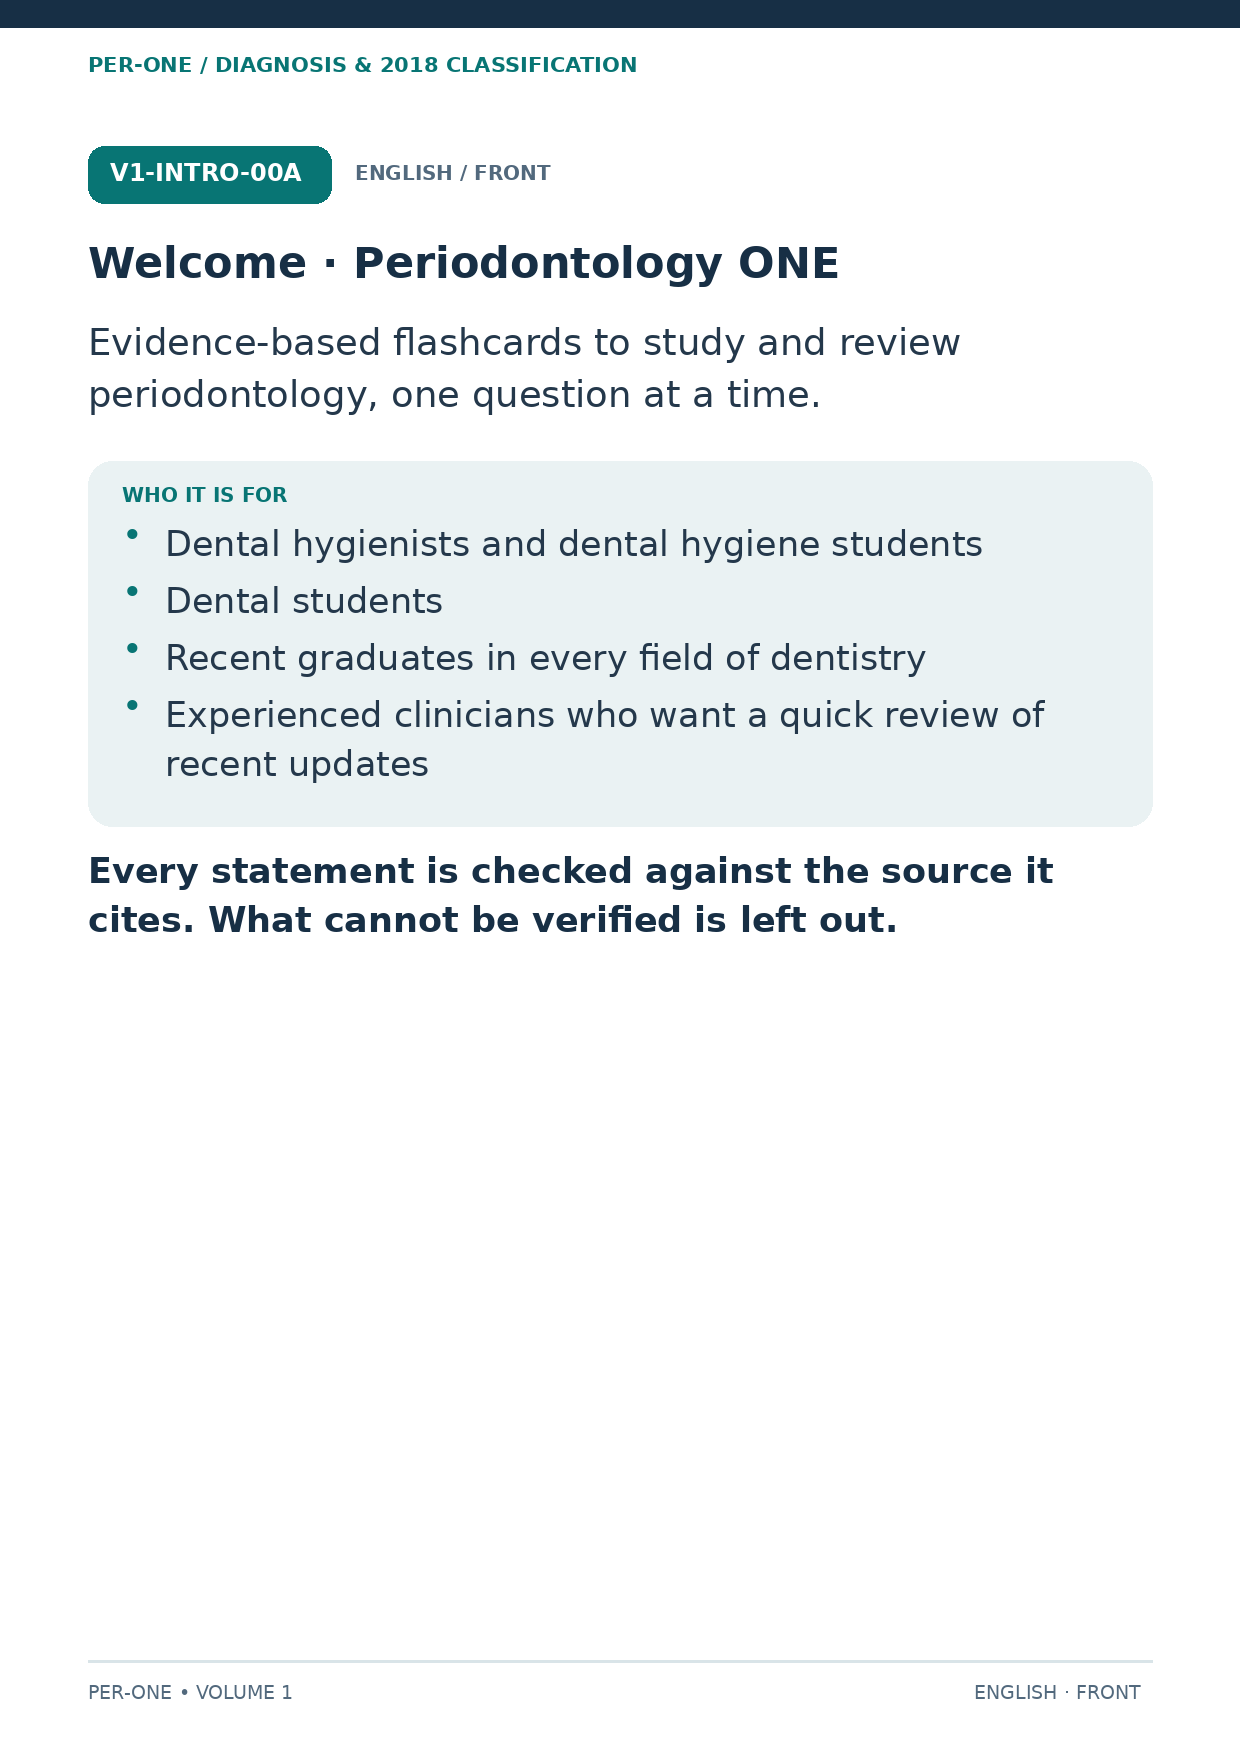 PER-ONE / DIAGNOSIS & 2018 CLASSIFICATION
V1-INTRO-00A
ENGLISH / FRONT
Welcome · Periodontology ONE
Evidence-based flashcards to study and review
periodontology, one question at a time.
WHO IT IS FOR
• Dental hygienists and dental hygiene students
• Dental students
• Recent graduates in every field of dentistry
• Experienced clinicians who want a quick review of
recent updates
Every statement is checked against the source it
cites. What cannot be verified is left out.
PER-ONE • VOLUME 1
ENGLISH · FRONT